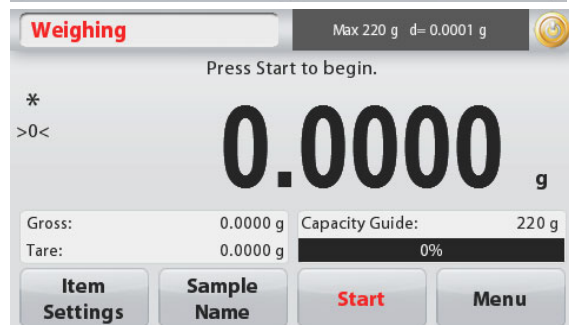 Weighing
Max 220 g d= 0.0001 g
Press Start to begin.
*
>0<
0.0000 g
Gross: 0.0000 g
Tare: 0.0000 g
Capacity Guide: 220 g
0%
Item Settings
Sample Name
Start
Menu